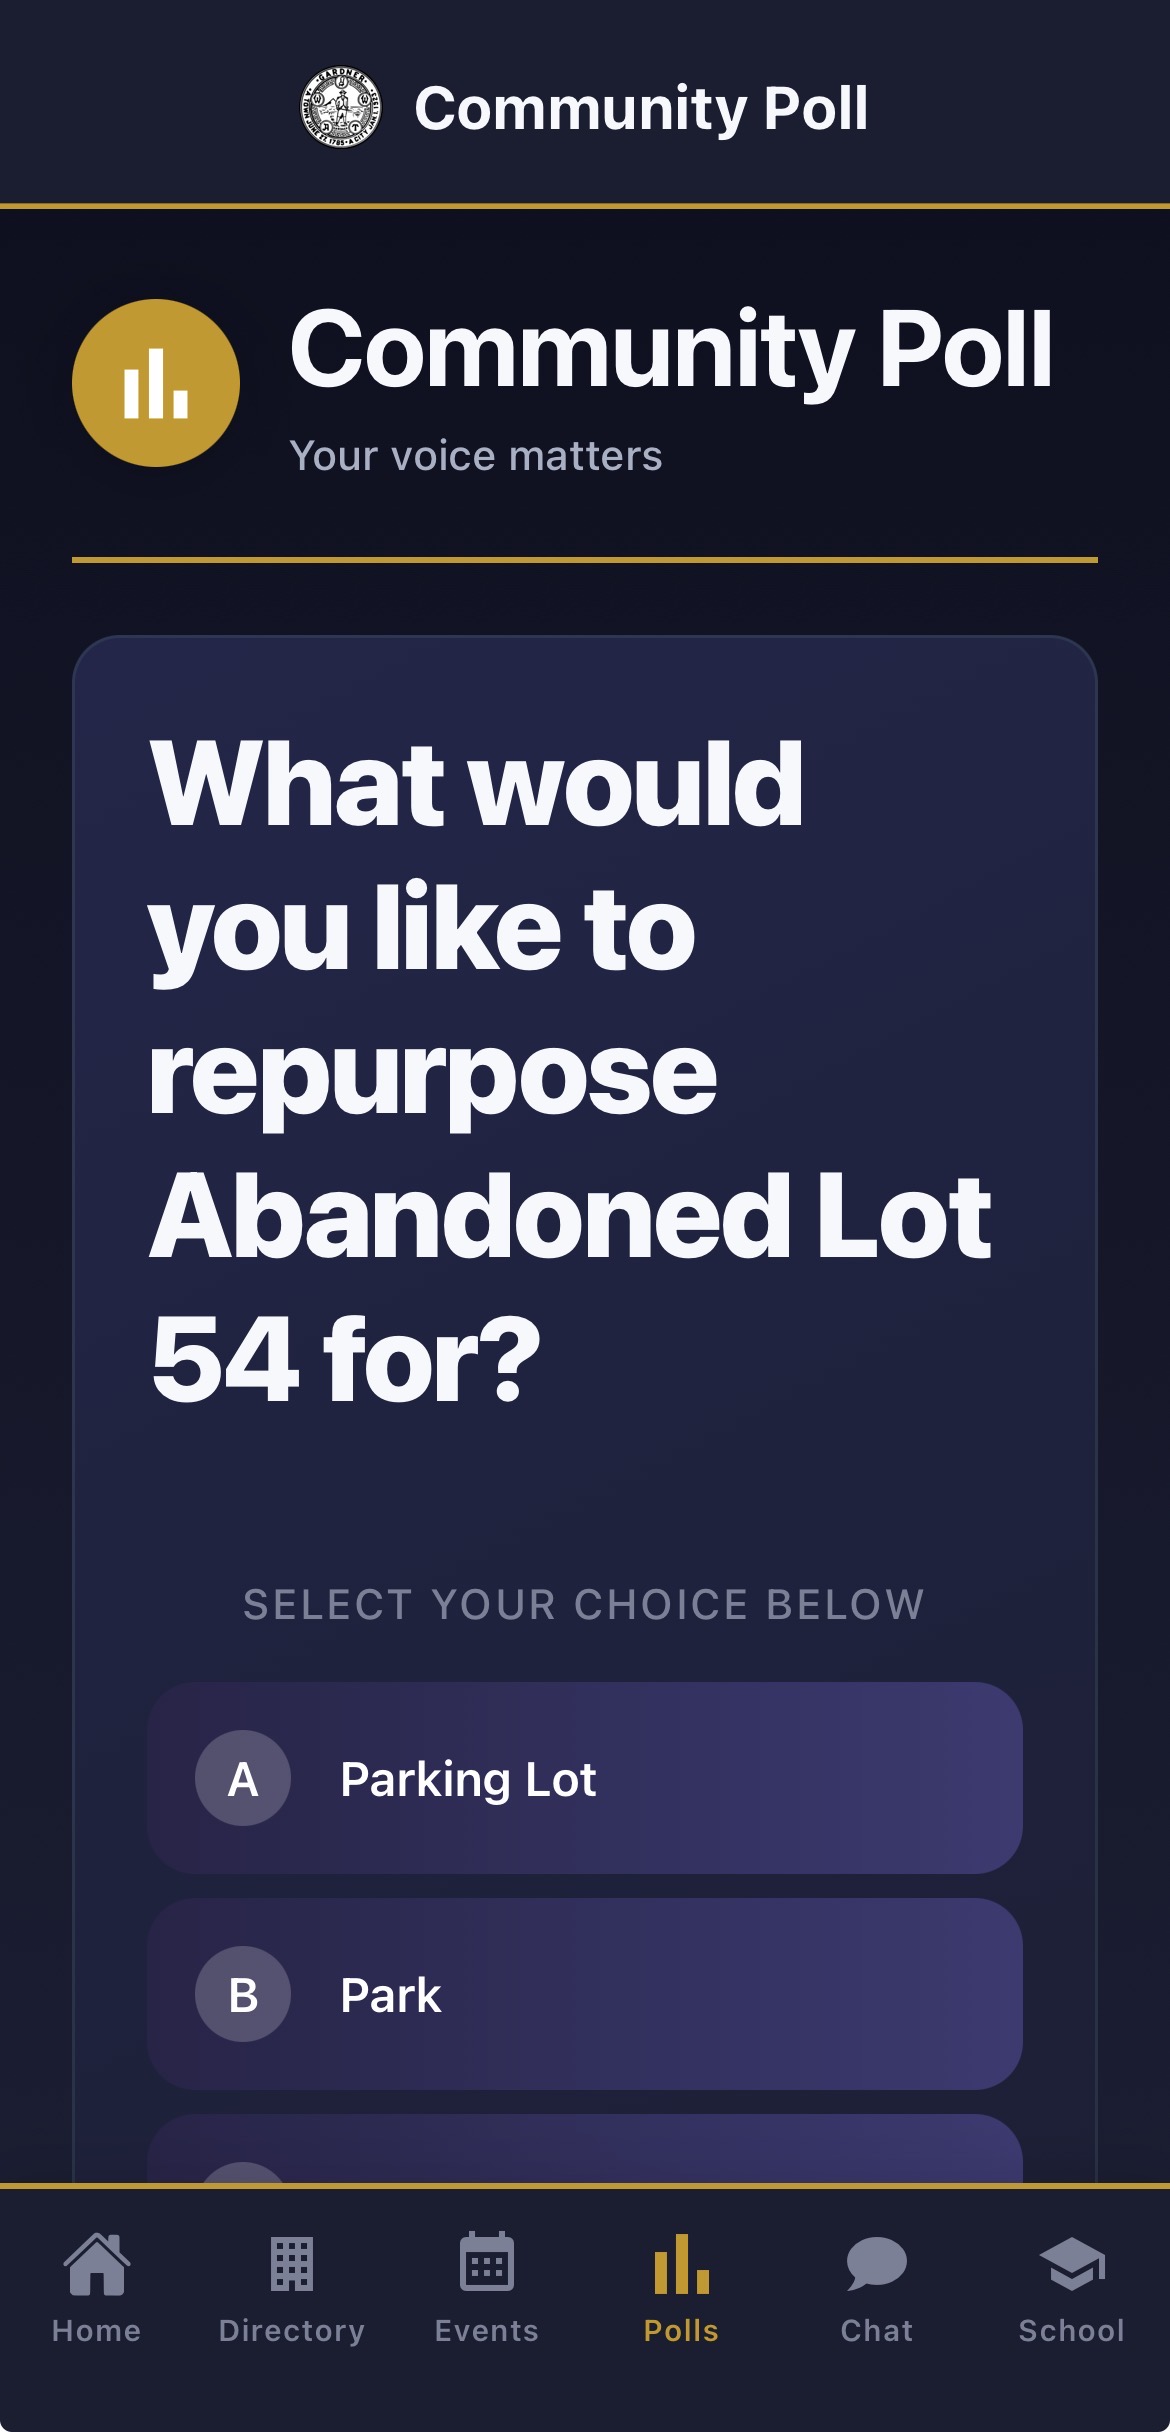 GARDNER
Community Poll
Community Poll
Your voice matters
What would
you like to
repurpose
Abandoned Lot
54 for?
SELECT YOUR CHOICE BELOW
A Parking Lot
B Park
Home Directory Events Polls Chat School